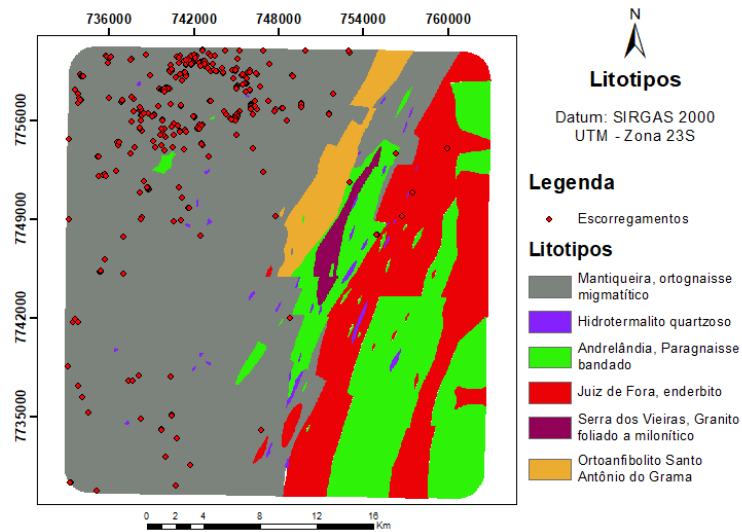 736000 742000 748000 754000 760000
7756000
7749000
7742000
7735000
0 2 4 8 12 16
Km
N
Litotipos
Datum: SIRGAS 2000
UTM - Zona 23S
Legenda
Escorregamentos
Litotipos
Mantiqueira, ortognaisse
migmatítico
Hidrotermalito quartzoso
Andrelândia, Paragnaisse
bandado
Juiz de Fora, enderbito
Serra dos Vieiras, Granito
foliado a milonítico
Ortoanfibolito Santo
Antônio do Grama